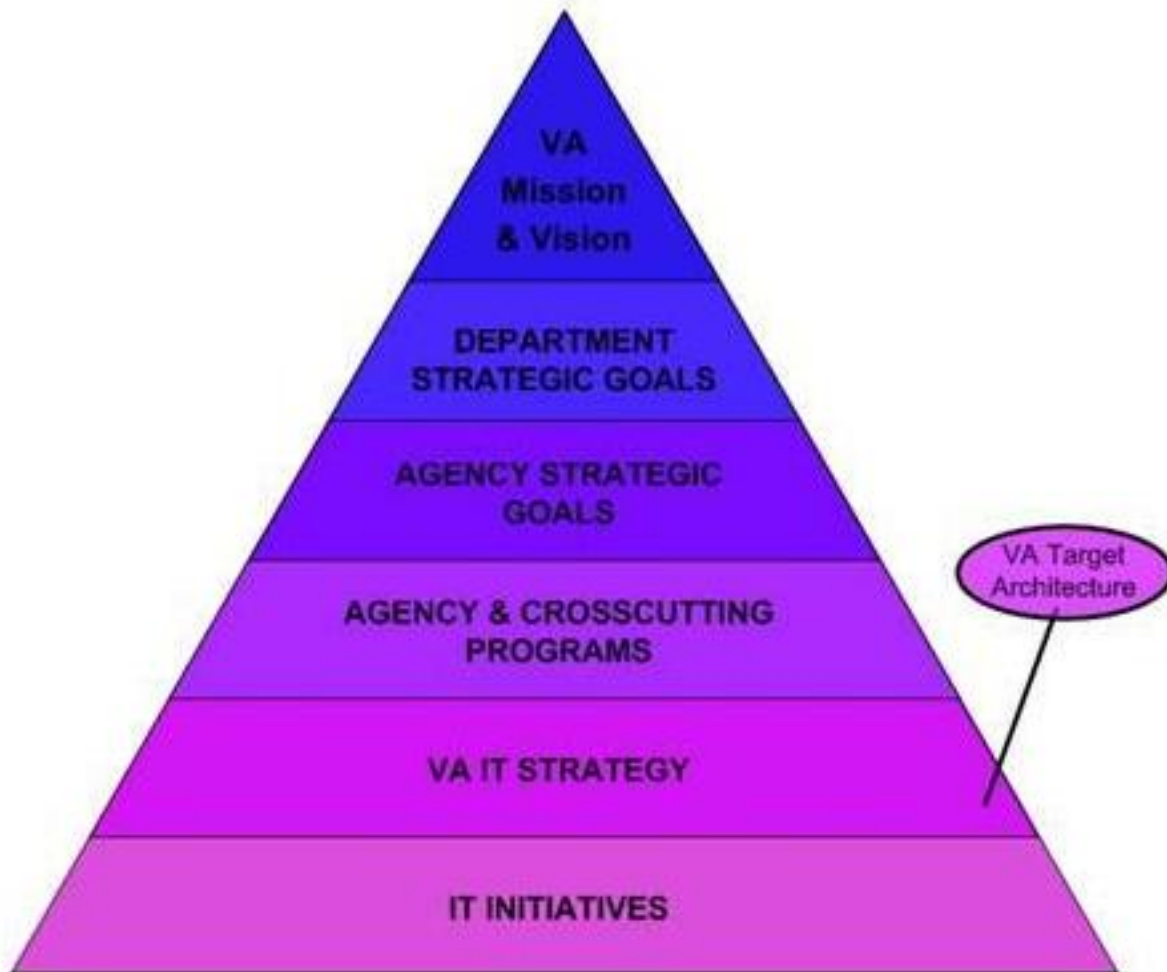 VA
Mission
& Vision
DEPARTMENT
STRATEGIC GOALS
AGENCY STRATEGIC
GOALS
VA Target
Architecture
AGENCY & CROSSCUTTING
PROGRAMS
VA IT STRATEGY
IT INITIATIVES